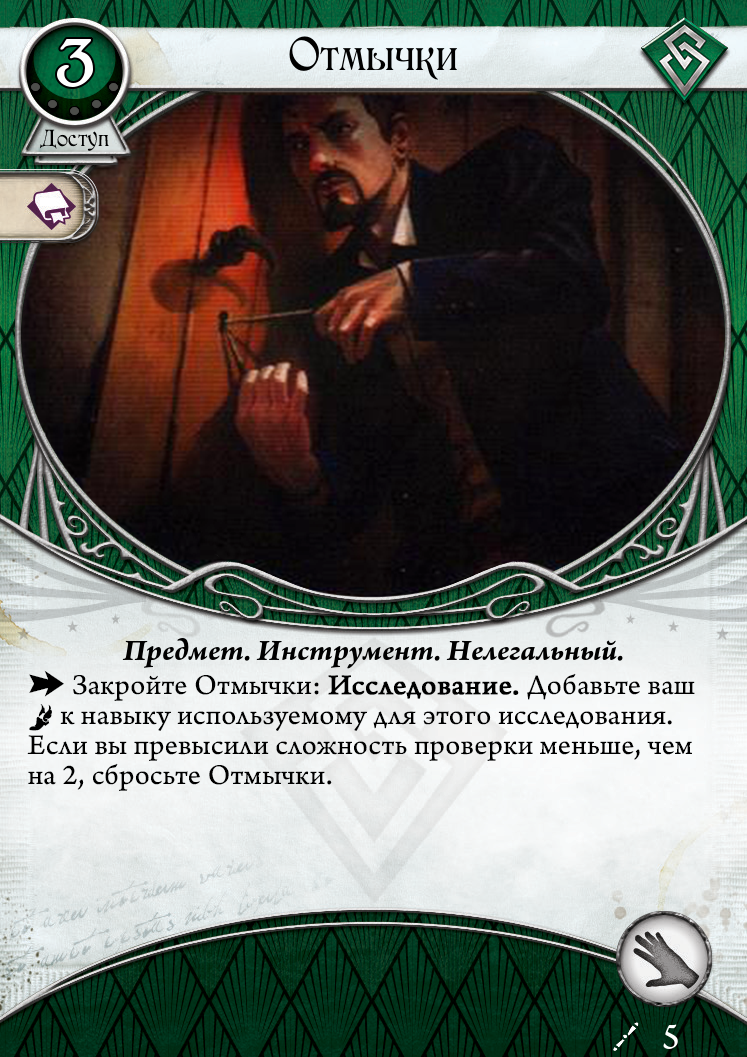 3
Отмычки
Доступ
Предмет. Инструмент. Нелегальный.
Закройте Отмычки: Исследование. Добавьте ваш
к навыку используемому для этого исследования.
Если вы превысили сложность проверки меньше, чем
на 2, сбросьте Отмычки.
5